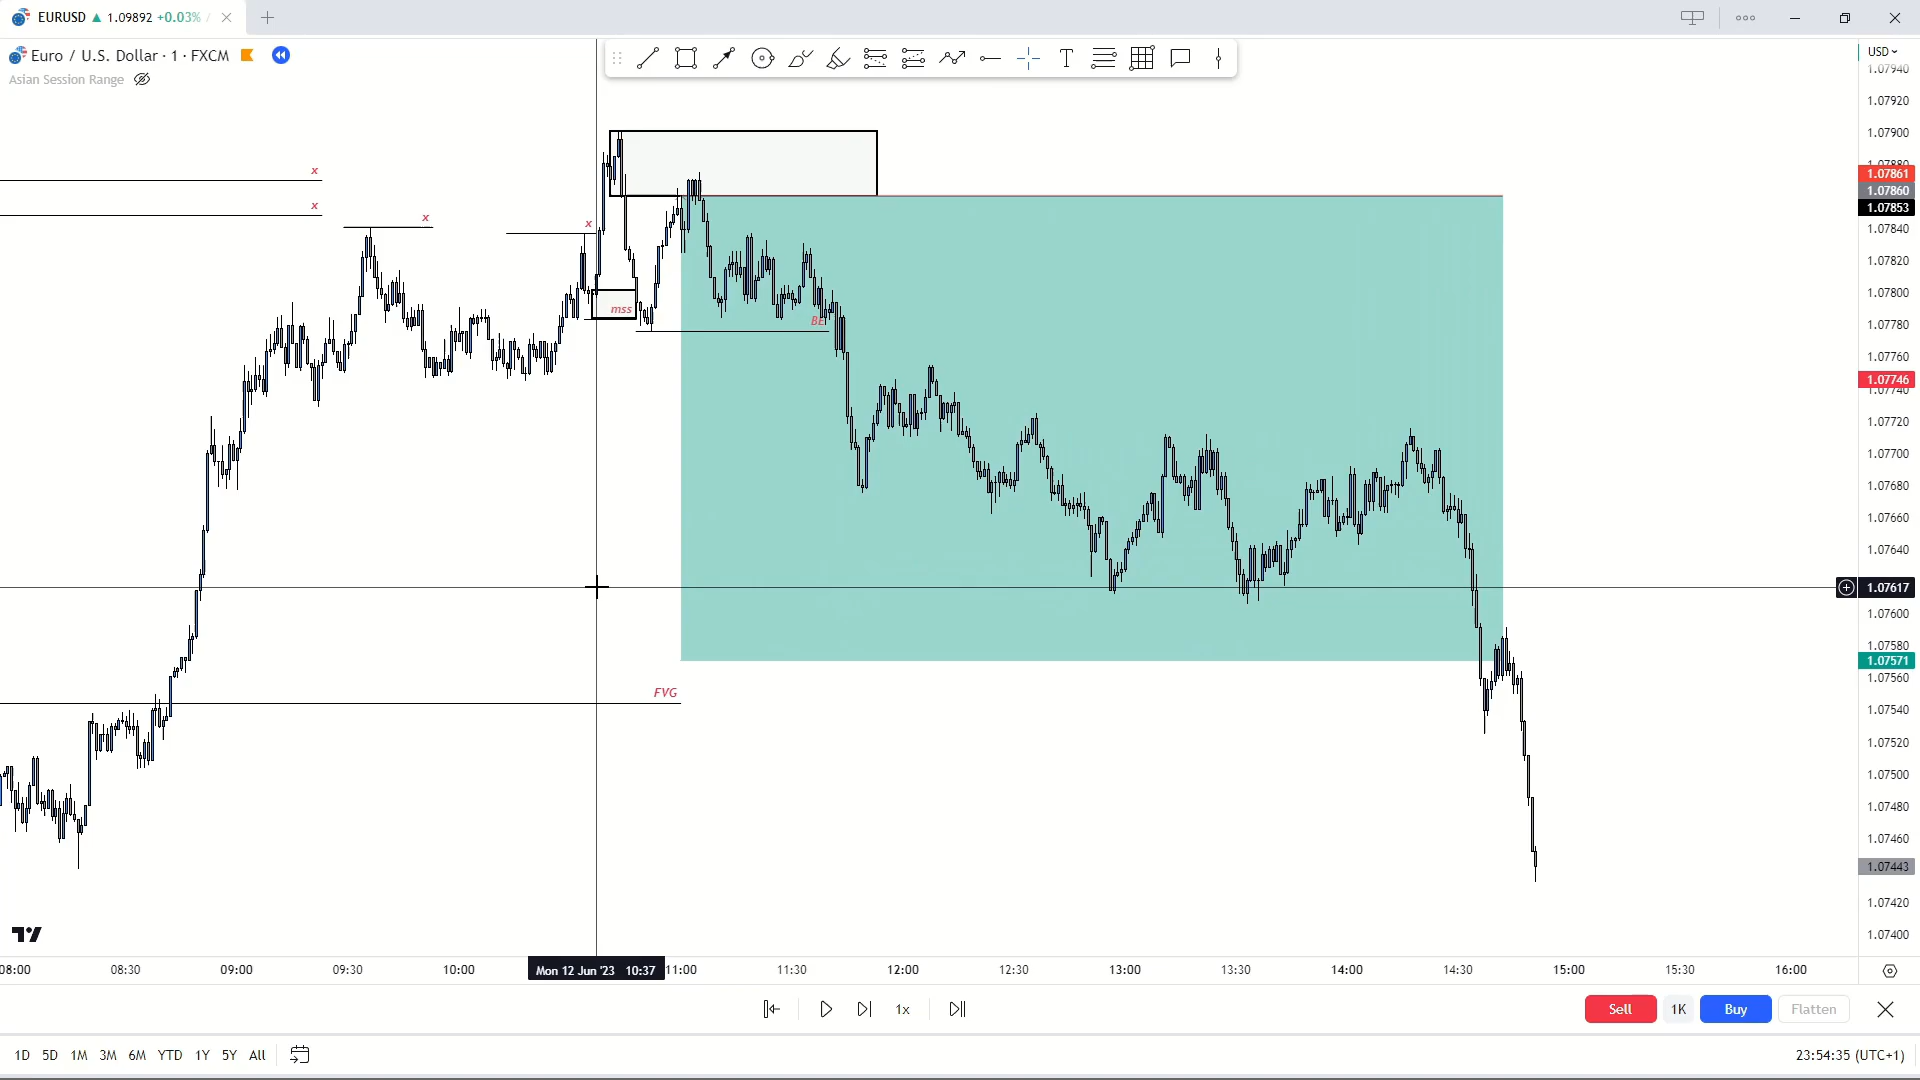 EURUSD ▲ 1.09892 +0.03% /
Euro / U.S. Dollar · 1 · FXCM
Asian Session Range
USD
1.07940
1.07920
1.07900
1.07880
1.07861
1.07860
1.07853
1.07840
1.07820
1.07800
1.07780
1.07760
1.07746
1.07740
1.07720
1.07700
1.07680
1.07660
1.07640
1.07617
1.07600
1.07580
1.07571
1.07560
1.07540
1.07520
1.07500
1.07480
1.07460
1.07443
1.07420
1.07400
x
x
x
x
mss
BE
FVG
08:00 08:30 09:00 09:30 10:00 Mon 12 Jun '23 10:37 11:00 11:30 12:00 12:30 13:00 13:30 14:00 14:30 15:00 15:30 16:00
1x
Sell 1K Buy Flatten
1D 5D 1M 3M 6M YTD 1Y 5Y All
23:54:35 (UTC+1)